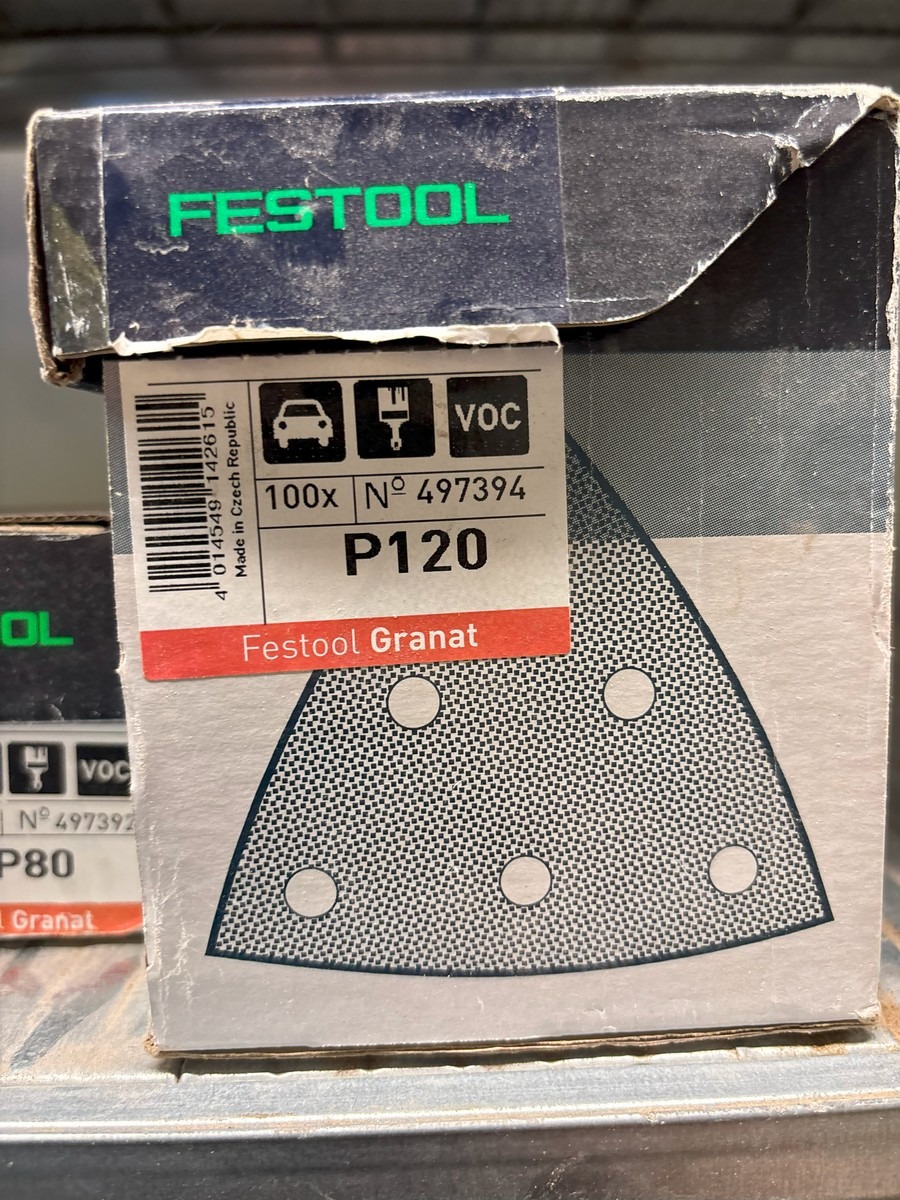 FESTOOL
VOC
100x
Nº 497394
P120
Festool Granat
4 014549 142615
Made in Czech Republic
OL
VOC
Nº 497392
P80
Granat